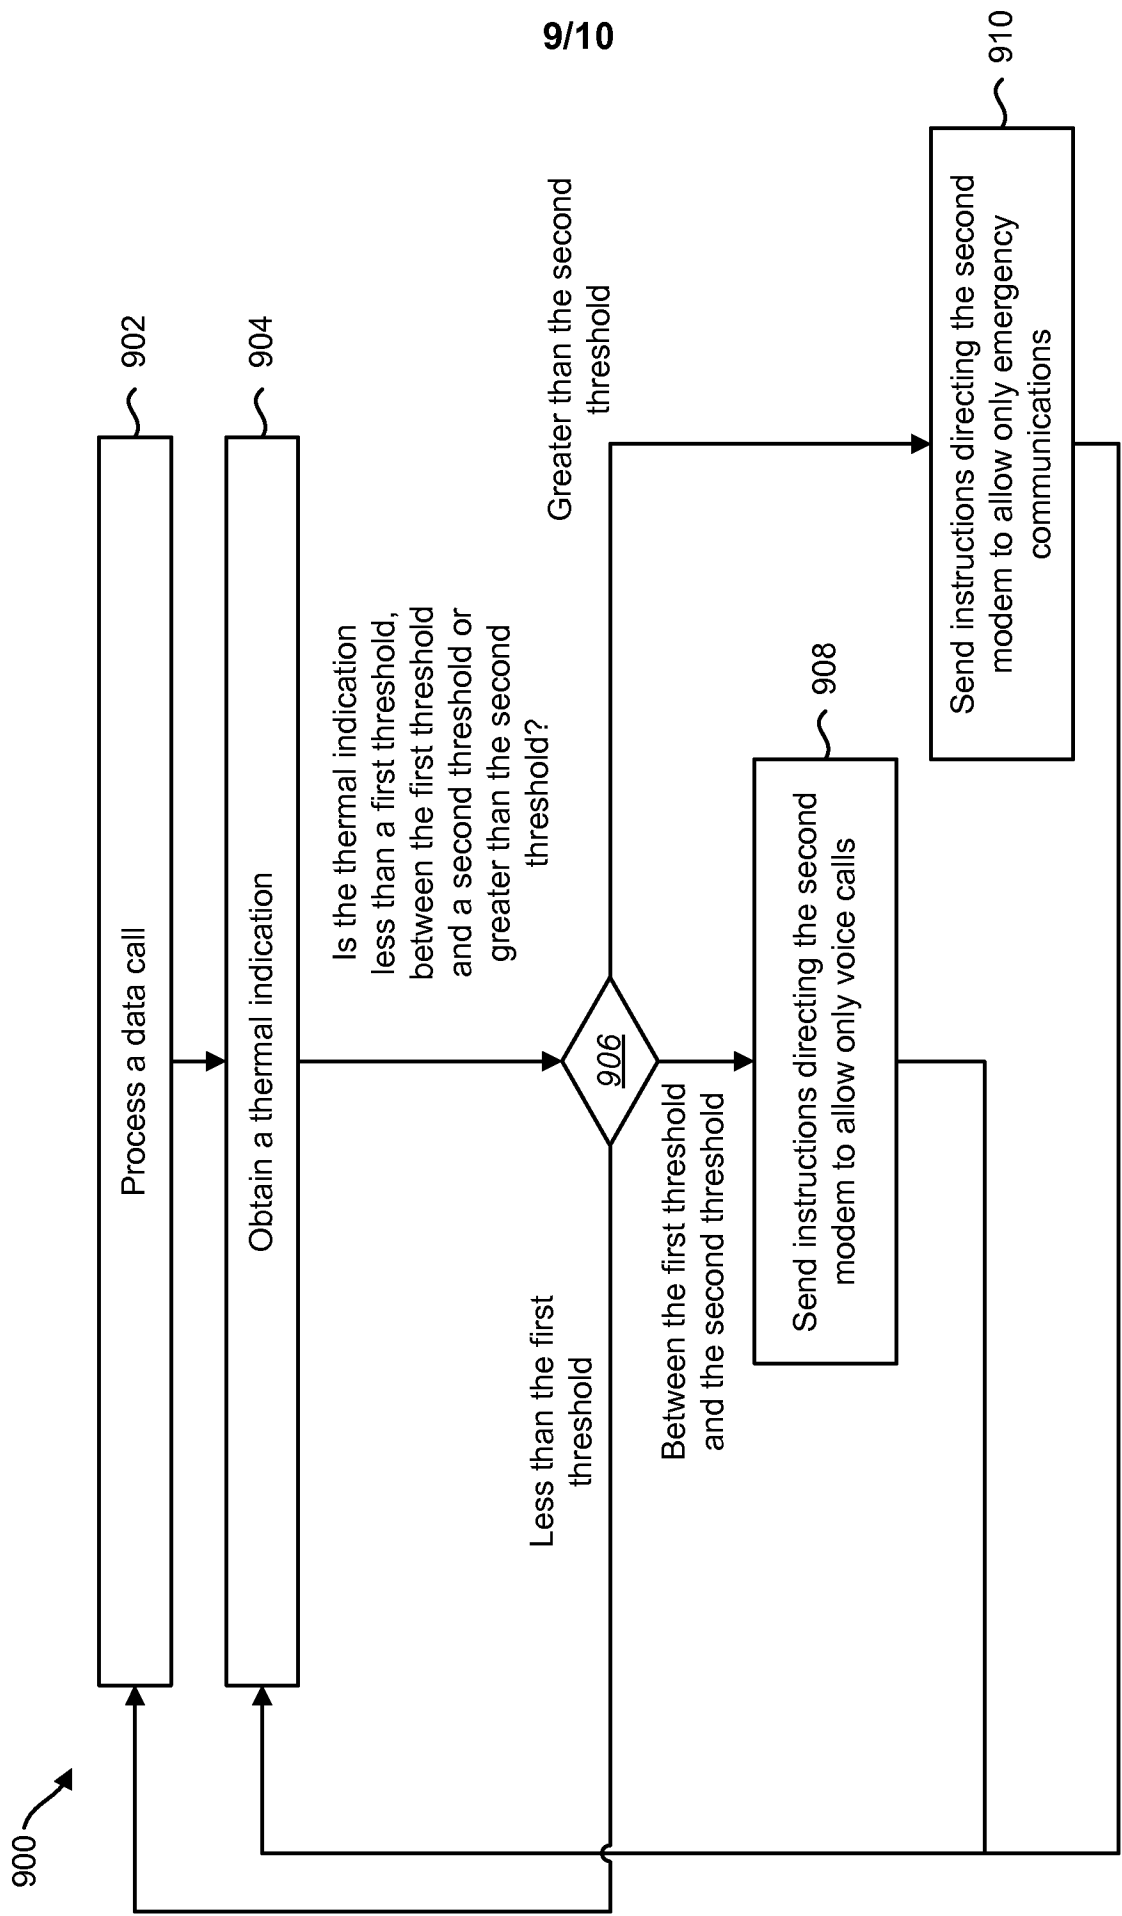 9/10
900
Process a data call
902
Obtain a thermal indication
904
Is the thermal indication
less than a first threshold,
between the first threshold
and a second threshold or
greater than the second
threshold?
906
Less than the first
threshold
Greater than the second
threshold
Between the first threshold
and the second threshold
Send instructions directing the second
modem to allow only voice calls
908
Send instructions directing the second
modem to allow only emergency
communications
910